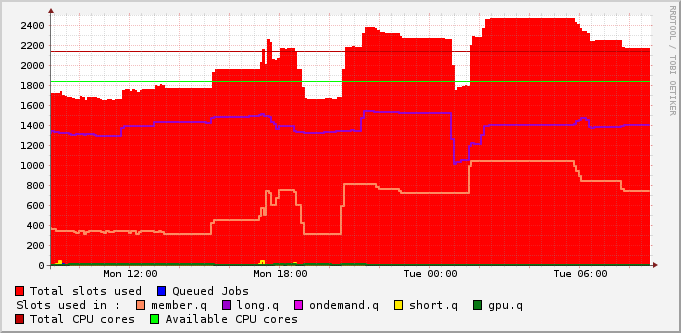 RRDTOOL / TOBI OETIKER
2400
2200
2000
1800
1600
1400
1200
1000
800
600
400
200
0
Mon 12:00 Mon 18:00 Tue 00:00 Tue 06:00
Total slots used Queued Jobs
Slots used in : member.q long.q ondemand.q short.q gpu.q
Total CPU cores Available CPU cores